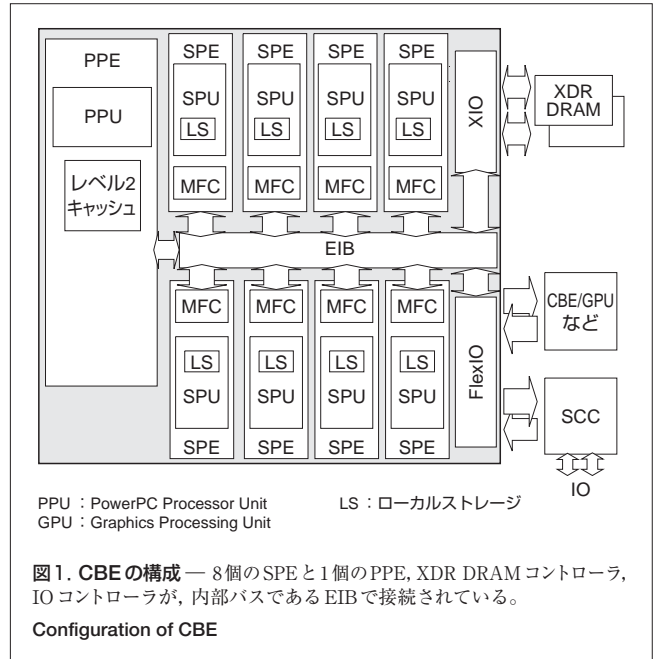 PPE
PPU
レベル2
キャッシュ
SPE SPE SPE SPE
SPU SPU SPU SPU
LS LS LS LS
MFC MFC MFC MFC
XIO
XDR
DRAM
EIB
MFC MFC MFC MFC
LS LS LS LS
SPU SPU SPU SPU
SPE SPE SPE SPE
FlexIO
CBE/GPU
など
SCC
IO
PPU ：PowerPC Processor Unit
LS ：ローカルストレージ
GPU ：Graphics Processing Unit
図1．CBEの構成 — 8個のSPEと1個のPPE，XDR DRAMコントローラ，
IOコントローラが，内部バスであるEIBで接続されている。
Configuration of CBE